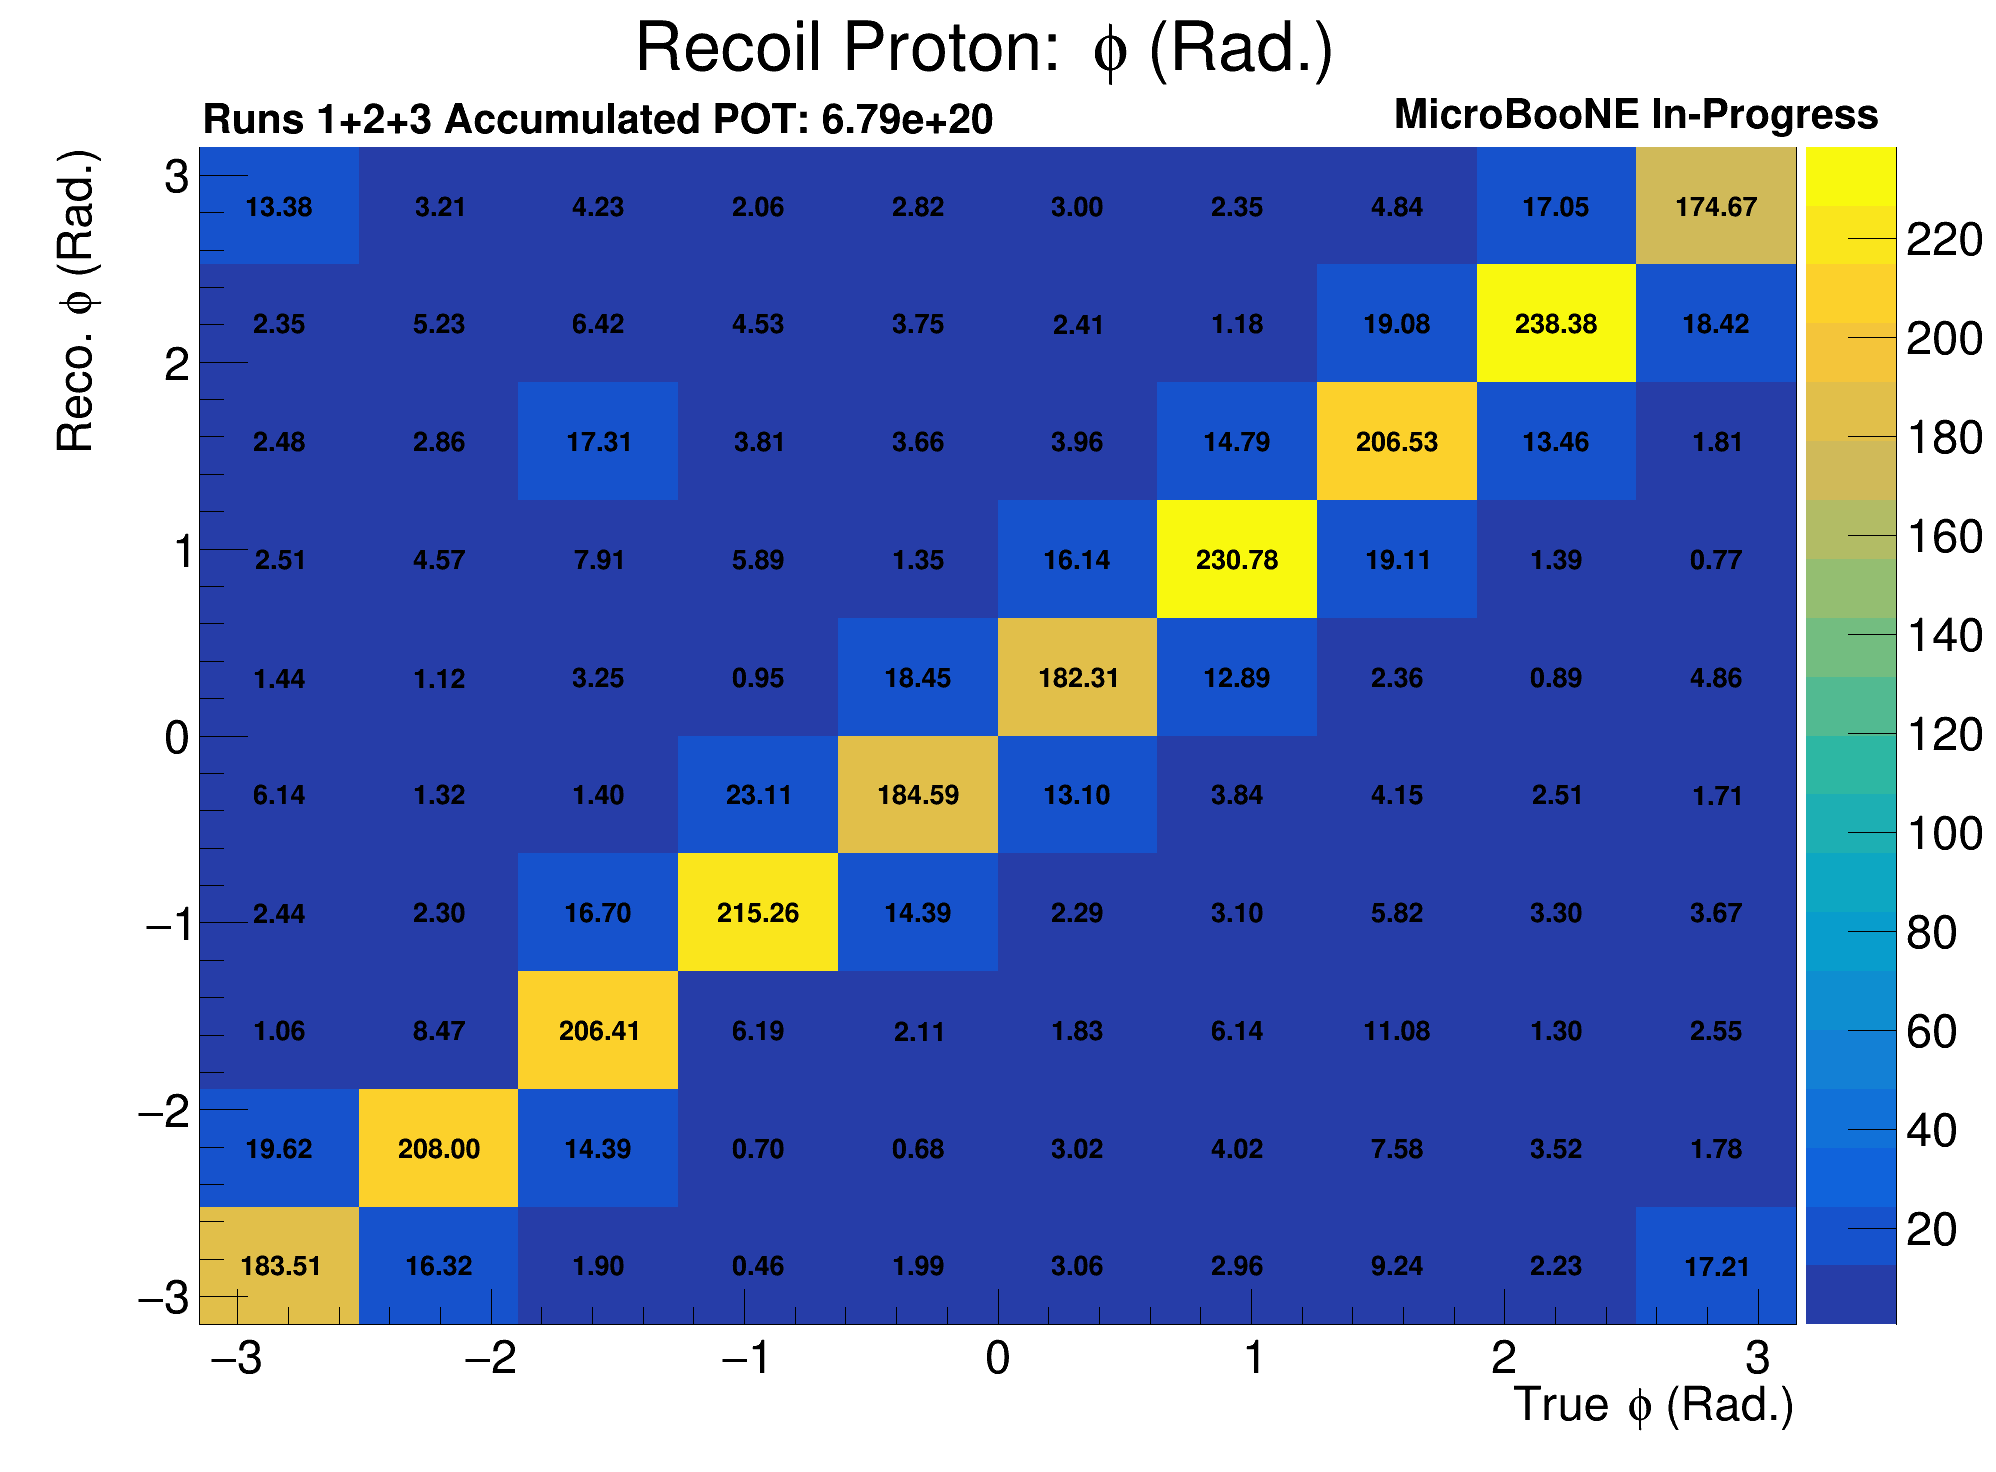 Recoil Proton: ϕ (Rad.)
Runs 1+2+3 Accumulated POT: 6.79e+20
MicroBooNE In-Progress
Reco. ϕ (Rad.)
3
2
1
0
−1
−2
−3
13.38 3.21 4.23 2.06 2.82 3.00 2.35 4.84 17.05 174.67
2.35 5.23 6.42 4.53 3.75 2.41 1.18 19.08 238.38 18.42
2.48 2.86 17.31 3.81 3.66 3.96 14.79 206.53 13.46 1.81
2.51 4.57 7.91 5.89 1.35 16.14 230.78 19.11 1.39 0.77
1.44 1.12 3.25 0.95 18.45 182.31 12.89 2.36 0.89 4.86
6.14 1.32 1.40 23.11 184.59 13.10 3.84 4.15 2.51 1.71
2.44 2.30 16.70 215.26 14.39 2.29 3.10 5.82 3.30 3.67
1.06 8.47 206.41 6.19 2.11 1.83 6.14 11.08 1.30 2.55
19.62 208.00 14.39 0.70 0.68 3.02 4.02 7.58 3.52 1.78
183.51 16.32 1.90 0.46 1.99 3.06 2.96 9.24 2.23 17.21
220
200
180
160
140
120
100
80
60
40
20
−3 −2 −1 0 1 2 3
True ϕ (Rad.)